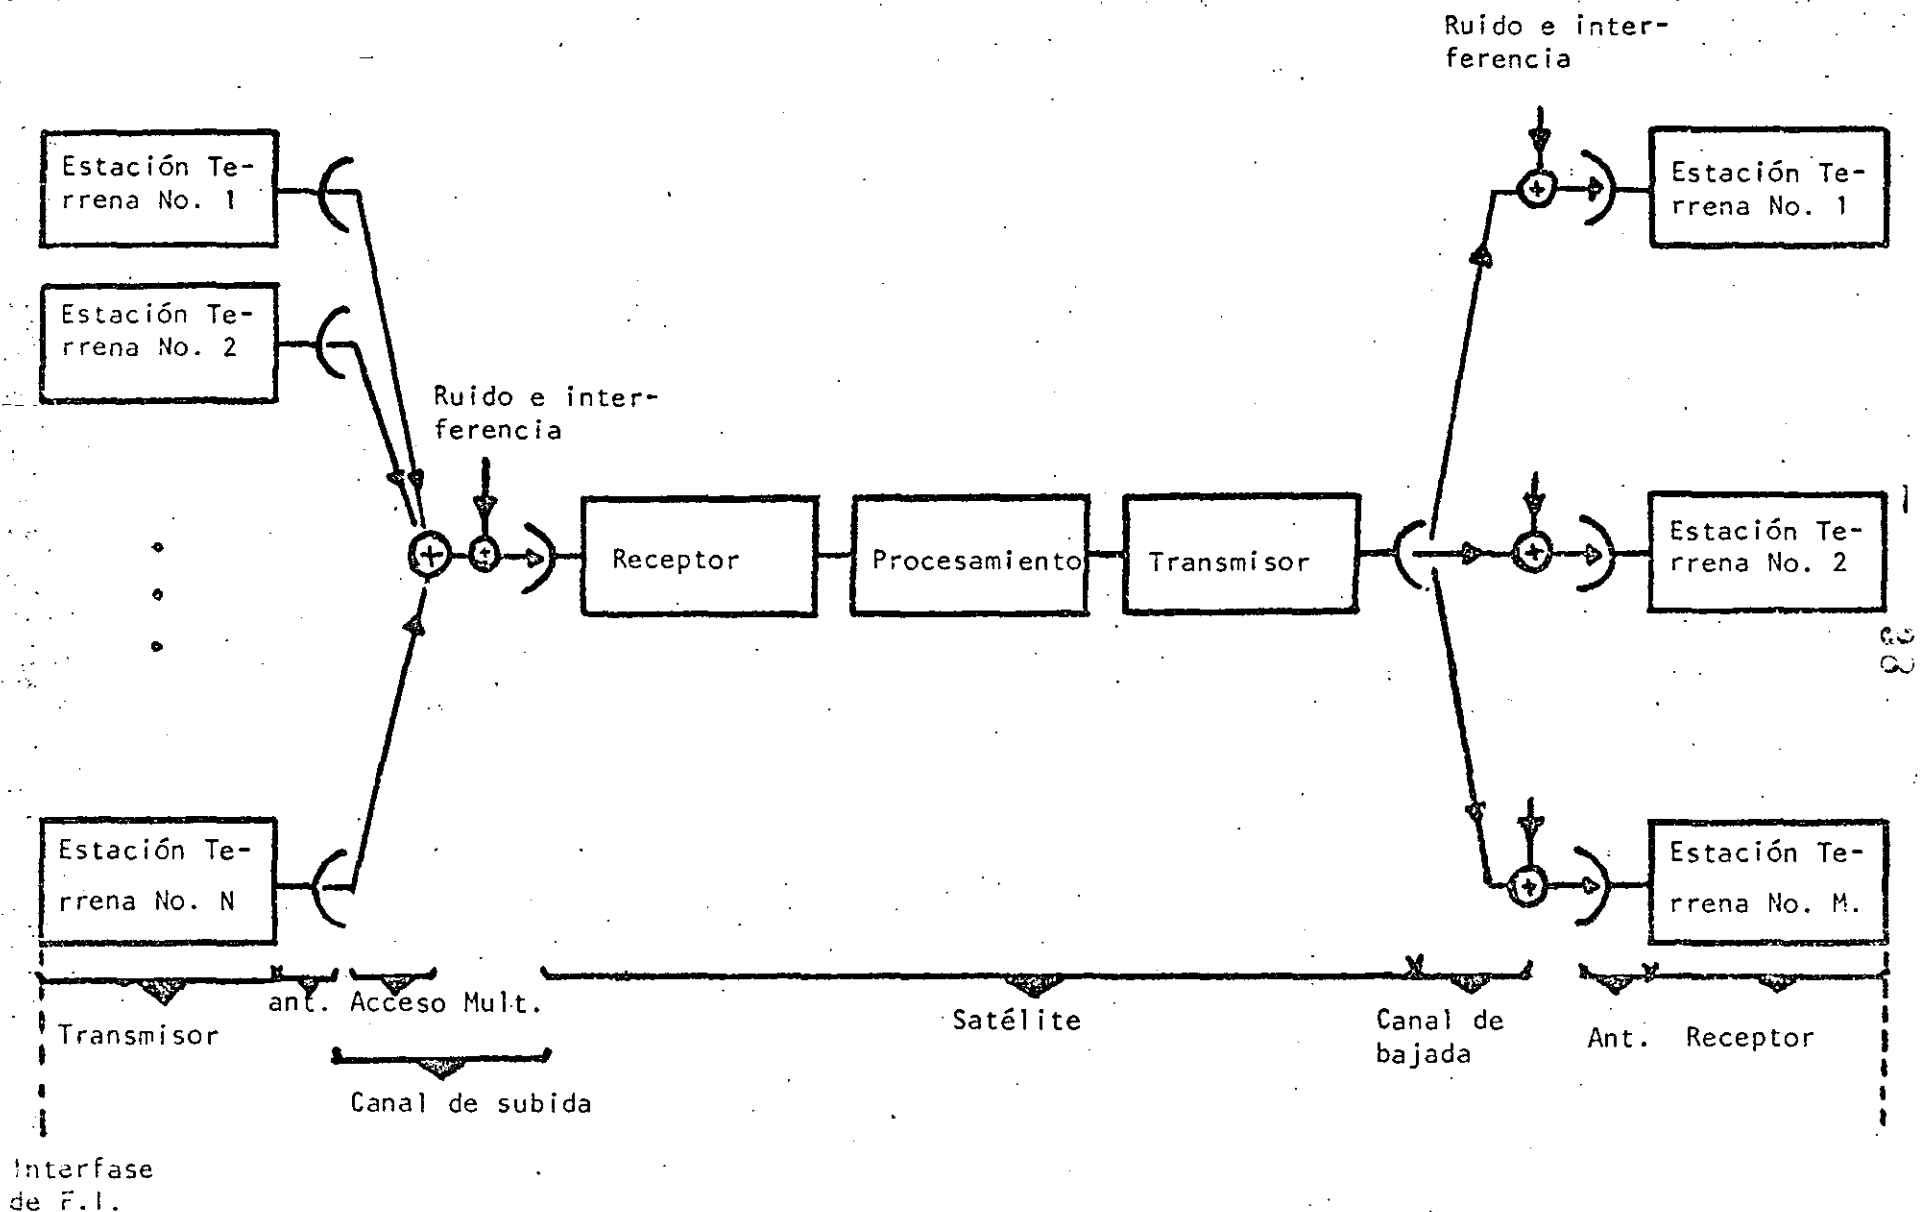 Ruido e inter-
ferencia
Estación Te-
rrena No. 1
Estación Te-
rrena No. 1
Estación Te-
rrena No. 2
Ruido e inter-
ferencia
+
+
+
+
+
Receptor
Procesamiento
Transmisor
Estación Te-
rrena No. 2
Estación Te-
rrena No. N
Estación Te-
rrena No. M.
Transmisor
ant.
Acceso Mult.
Canal de subida
Satélite
Canal de
bajada
Ant.
Receptor
Interfase
de F.I.